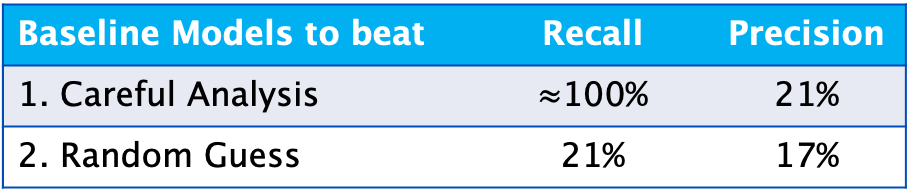 Baseline Models to beat Recall Precision
1. Careful Analysis ≈100% 21%
2. Random Guess 21% 17%